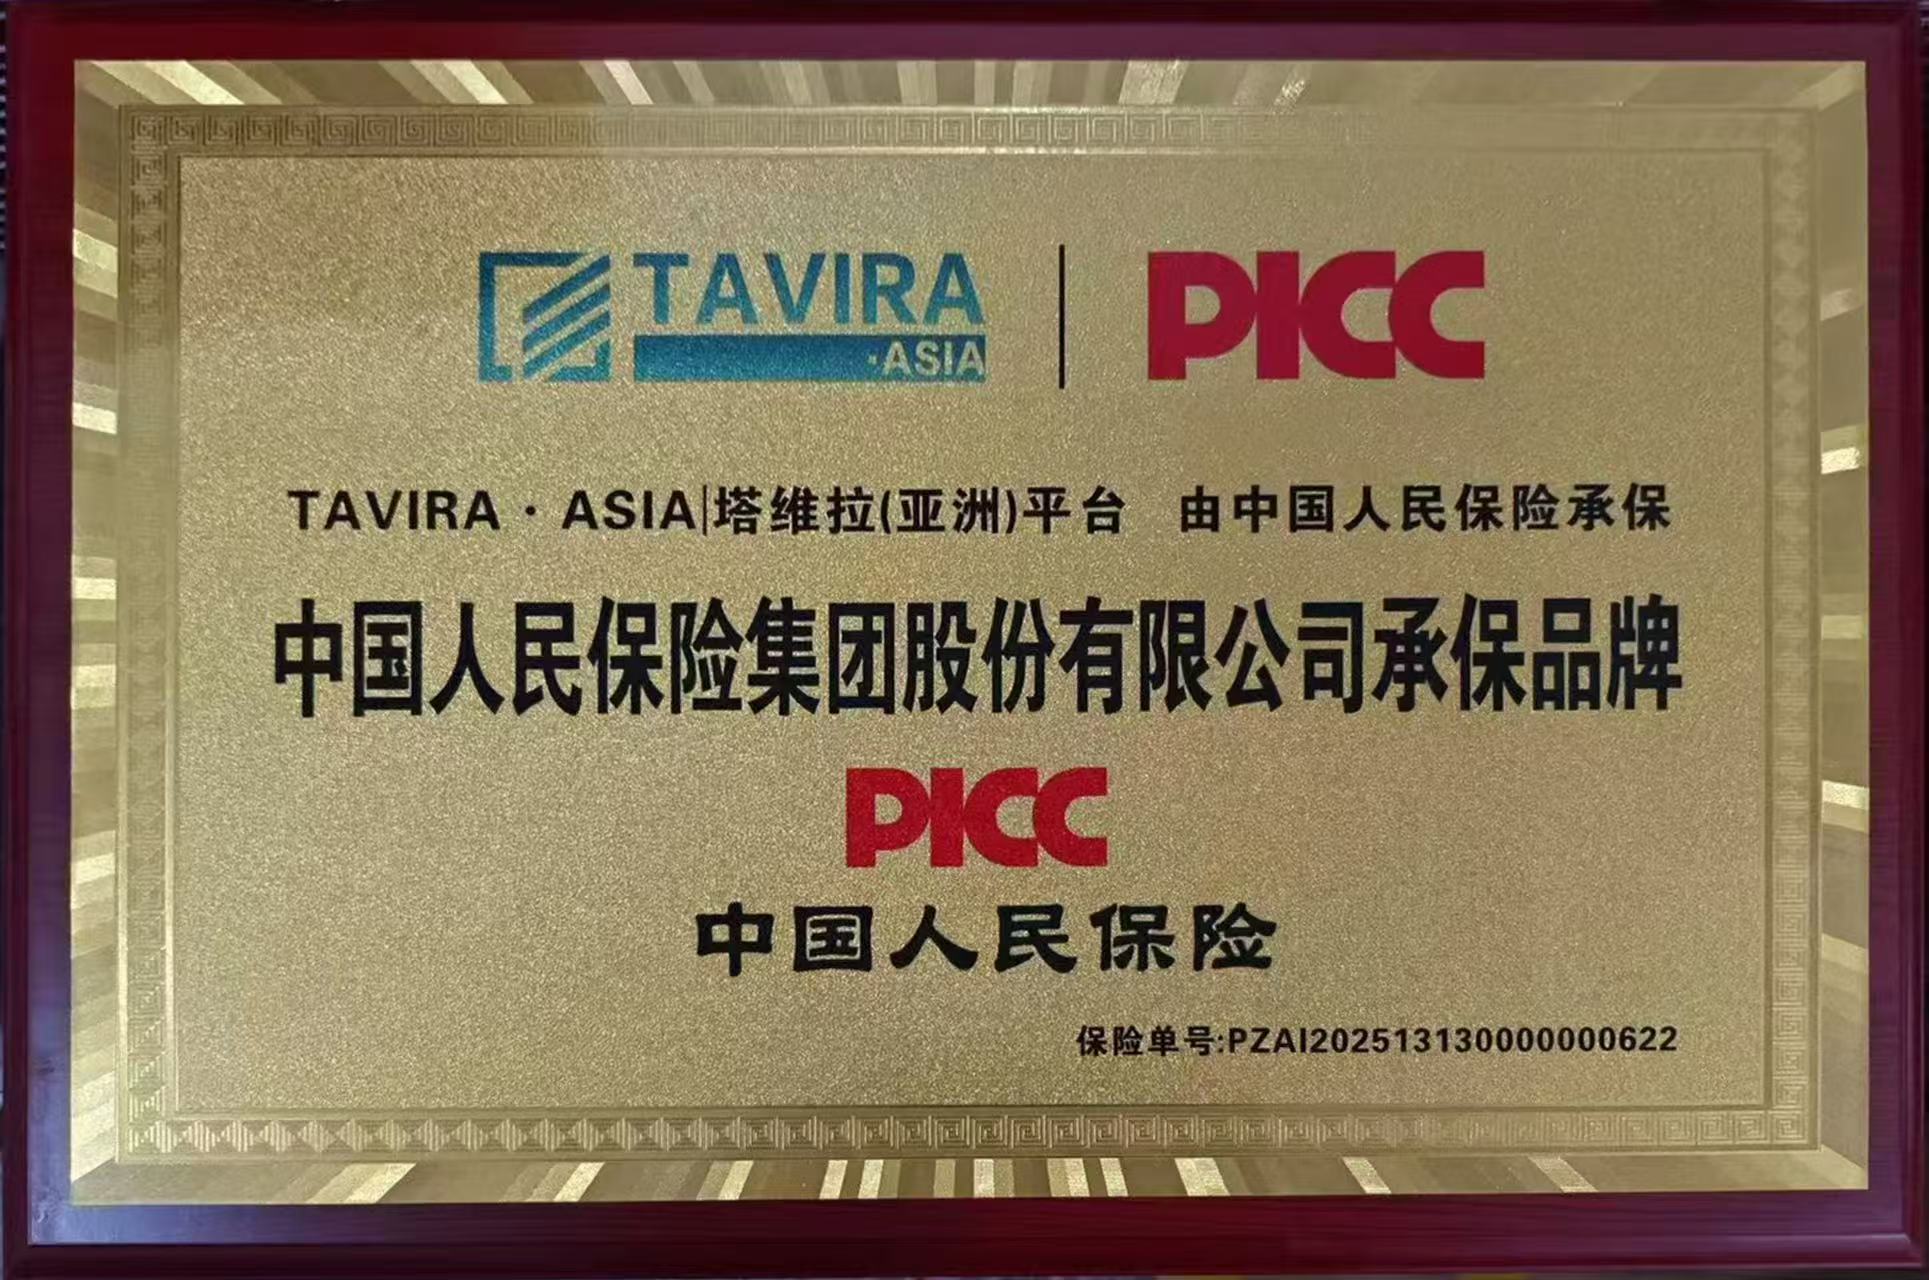 TAVIRA PICC
·ASIA
TAVIRA · ASIA|塔维拉(亚洲)平台 由中国人民保险承保
中国人民保险集团股份有限公司承保品牌
PICC
中国人民保险
保险单号:PZAI202513130000000622